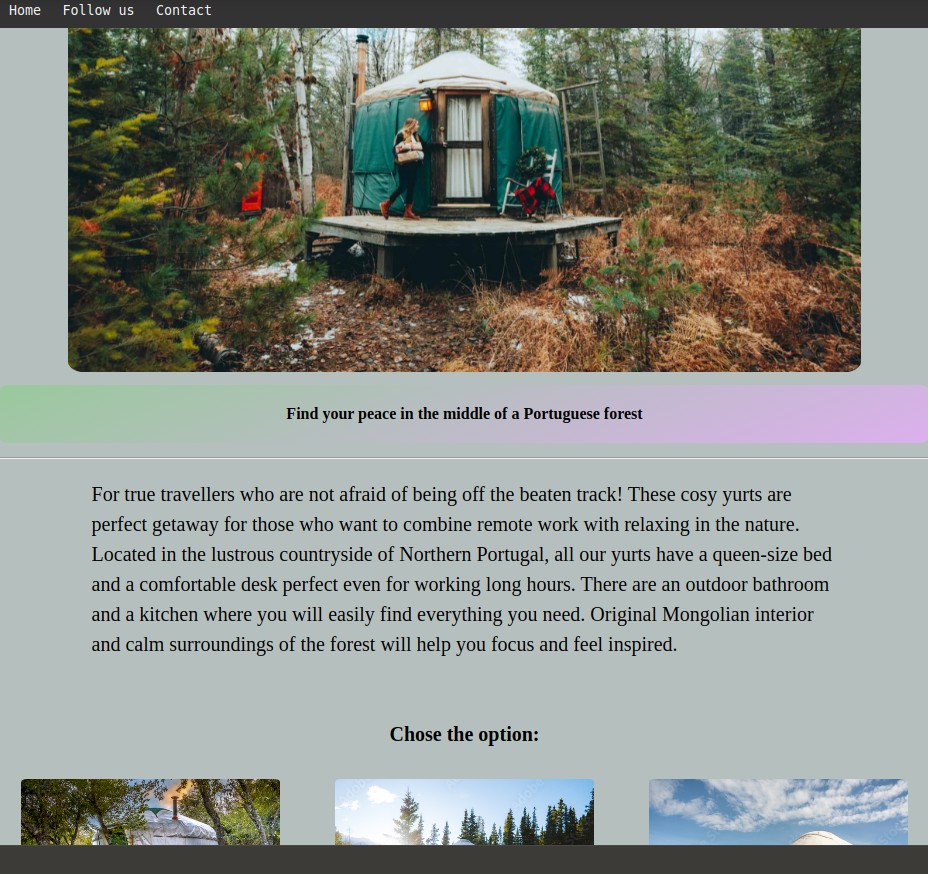 Home Follow us Contact
Find your peace in the middle of a Portuguese forest
For true travellers who are not afraid of being off the beaten track! These cosy yurts are
perfect getaway for those who want to combine remote work with relaxing in the nature.
Located in the lustrous countryside of Northern Portugal, all our yurts have a queen-size bed
and a comfortable desk perfect even for working long hours. There are an outdoor bathroom
and a kitchen where you will easily find everything you need. Original Mongolian interior
and calm surroundings of the forest will help you focus and feel inspired.
Chose the option: